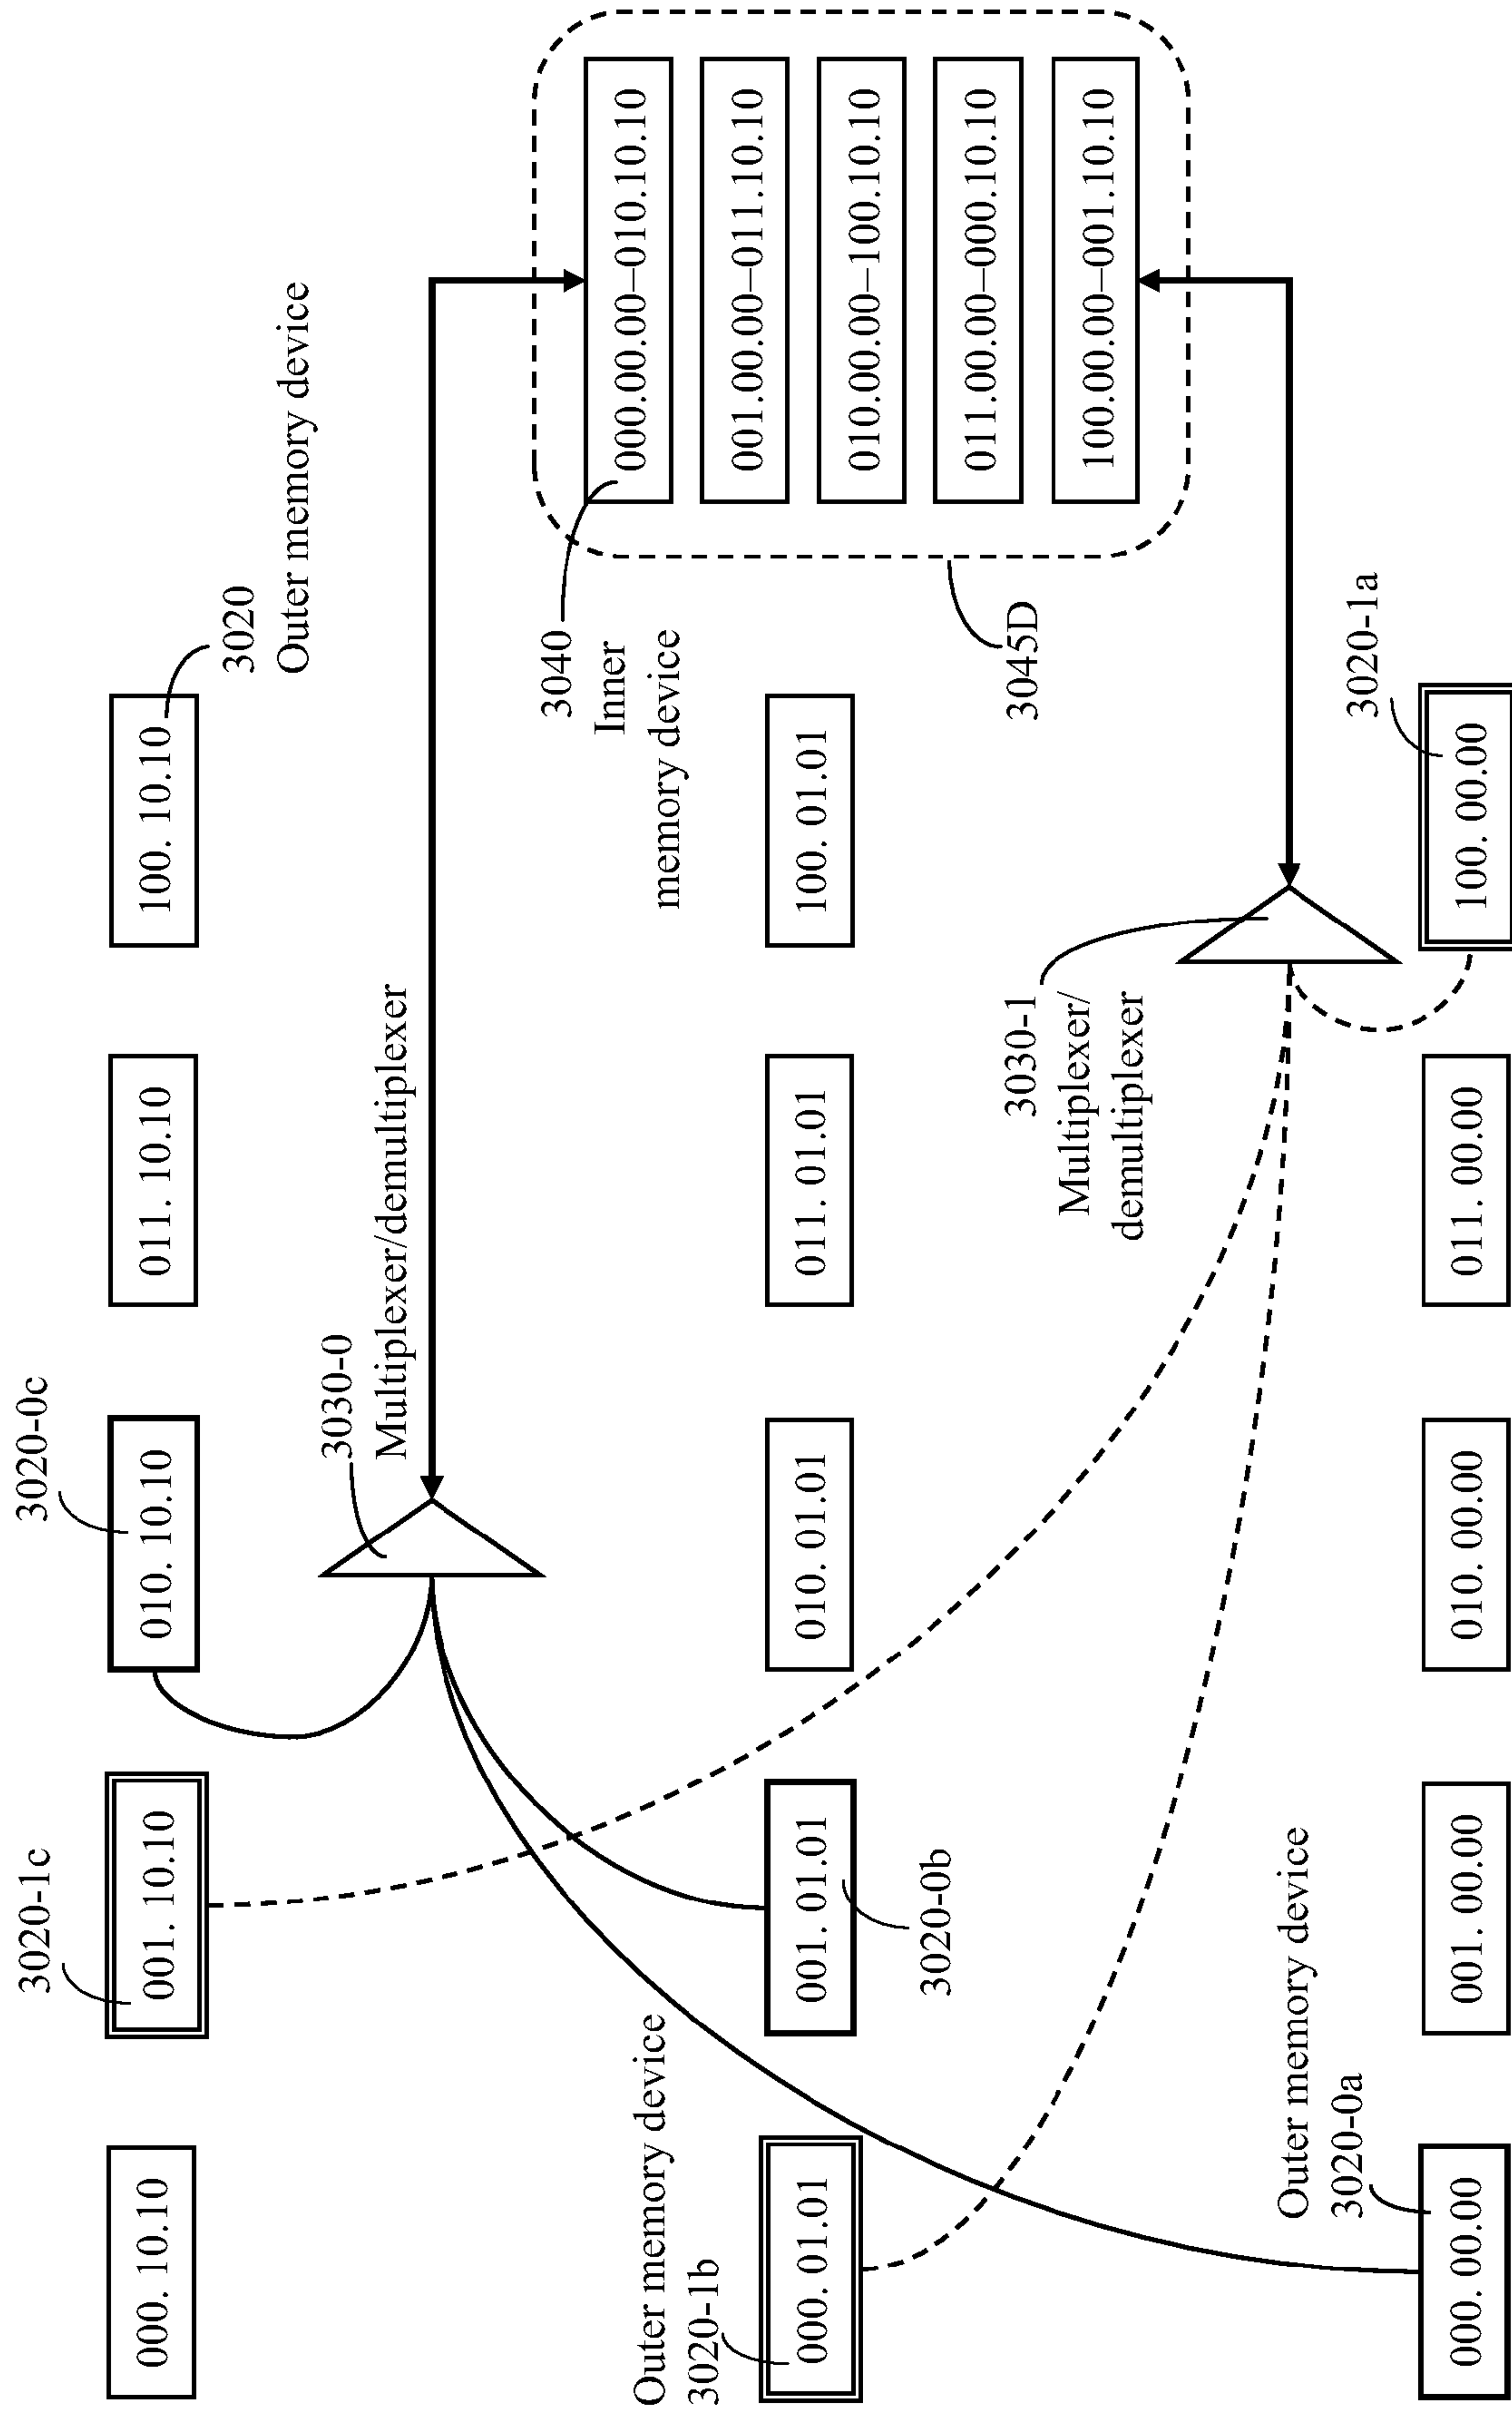 3020-1c
3020-0c
000. 10.10
001. 10.10
010. 10.10
011. 10.10
100. 10.10
3020
Outer memory device
3030-0
Multiplexer/demultiplexer
3040
Inner
memory device
000.00.00–010.10.10
001.00.00–011.10.10
010.00.00–100.10.10
011.00.00–000.10.10
100.00.00–001.10.10
3045D
Outer memory device
3020-1b
000. 01.01
001. 01.01
010. 01.01
011. 01.01
100. 01.01
3020-0b
3030-1
Multiplexer/
demultiplexer
Outer memory device
3020-0a
3020-1a
000. 00.00
001. 00.00
010. 00.00
011. 00.00
100. 00.00